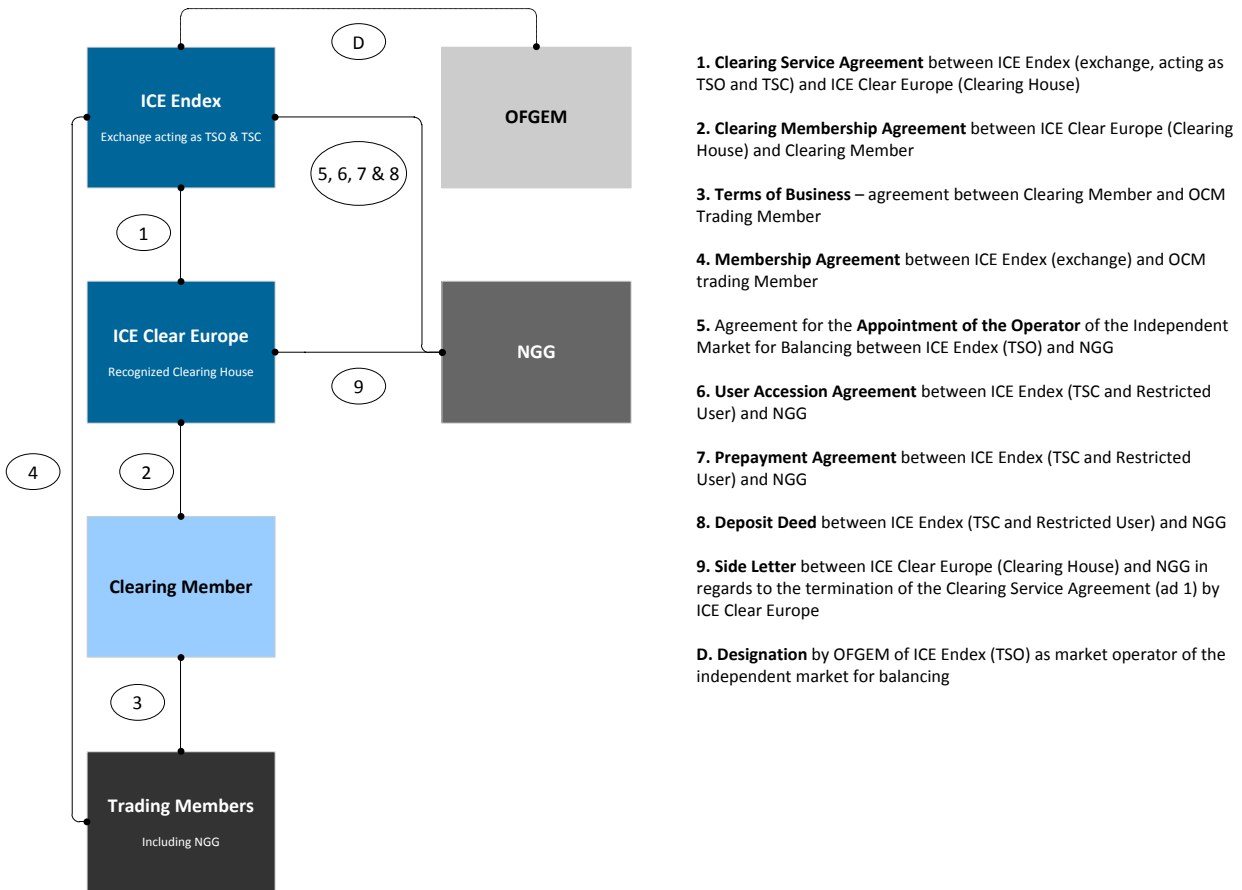 D
ICE Endex
Exchange acting as TSO & TSC
OFGEM
5, 6, 7 & 8
1
ICE Clear Europe
Recognized Clearing House
NGG
9
4
2
Clearing Member
3
Trading Members
Including NGG
1. Clearing Service Agreement between ICE Endex (exchange, acting as
TSO and TSC) and ICE Clear Europe (Clearing House)
2. Clearing Membership Agreement between ICE Clear Europe (Clearing
House) and Clearing Member
3. Terms of Business – agreement between Clearing Member and OCM
Trading Member
4. Membership Agreement between ICE Endex (exchange) and OCM
trading Member
5. Agreement for the Appointment of the Operator of the Independent
Market for Balancing between ICE Endex (TSO) and NGG
6. User Accession Agreement between ICE Endex (TSC and Restricted
User) and NGG
7. Prepayment Agreement between ICE Endex (TSC and Restricted
User) and NGG
8. Deposit Deed between ICE Endex (TSC and Restricted User) and NGG
9. Side Letter between ICE Clear Europe (Clearing House) and NGG in
regards to the termination of the Clearing Service Agreement (ad 1) by
ICE Clear Europe
D. Designation by OFGEM of ICE Endex (TSO) as market operator of the
independent market for balancing